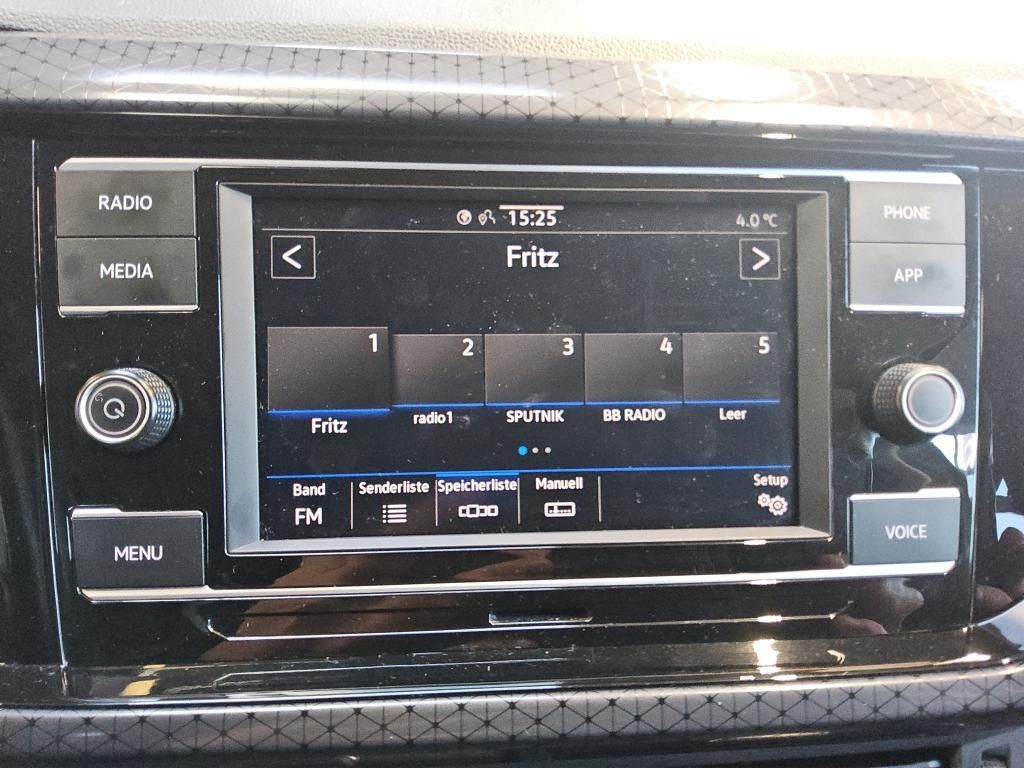 RADIO
MEDIA
MENU
15:25
4.0 °C
<
Fritz
>
1
2
3
4
5
Fritz
radio1
SPUTNIK
BB RADIO
Leer
Band
FM
Senderliste
Speicherliste
Manuell
Setup
PHONE
APP
VOICE